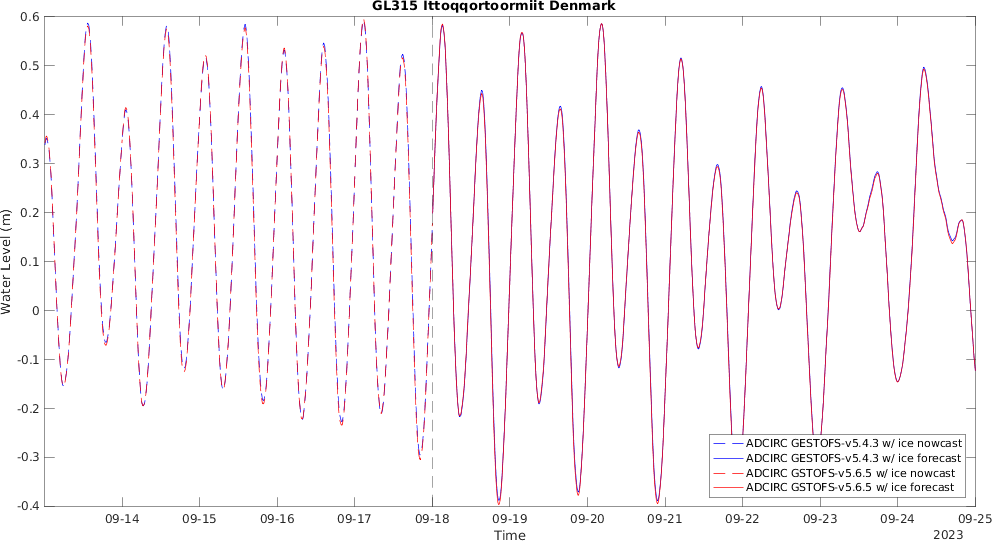 GL315 Ittoqqortoormiit Denmark
0.6
0.5
0.4
0.3
0.2
0.1
0
-0.1
-0.2
-0.3
-0.4
Water Level (m)
ADCIRC GESTOFS-v5.4.3 w/ ice nowcast
ADCIRC GESTOFS-v5.4.3 w/ ice forecast
ADCIRC GSTOFS-v5.6.5 w/ ice nowcast
ADCIRC GSTOFS-v5.6.5 w/ ice forecast
09-14 09-15 09-16 09-17 09-18 09-19 09-20 09-21 09-22 09-23 09-24 09-25
Time
2023